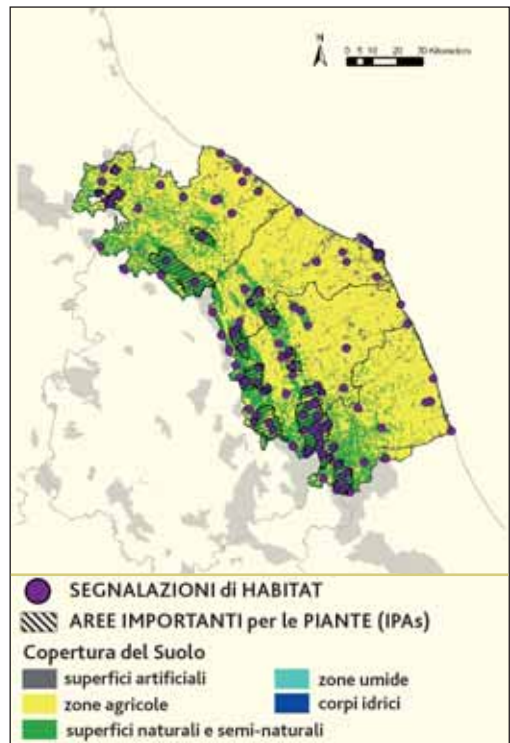 N
0 5 10 20 30 Kilometers
SEGNALAZIONI di HABITAT
AREE IMPORTANTI per le PIANTE (IPAs)
Copertura del Suolo
superfici artificiali
zone umide
zone agricole
corpi idrici
superfici naturali e semi-naturali